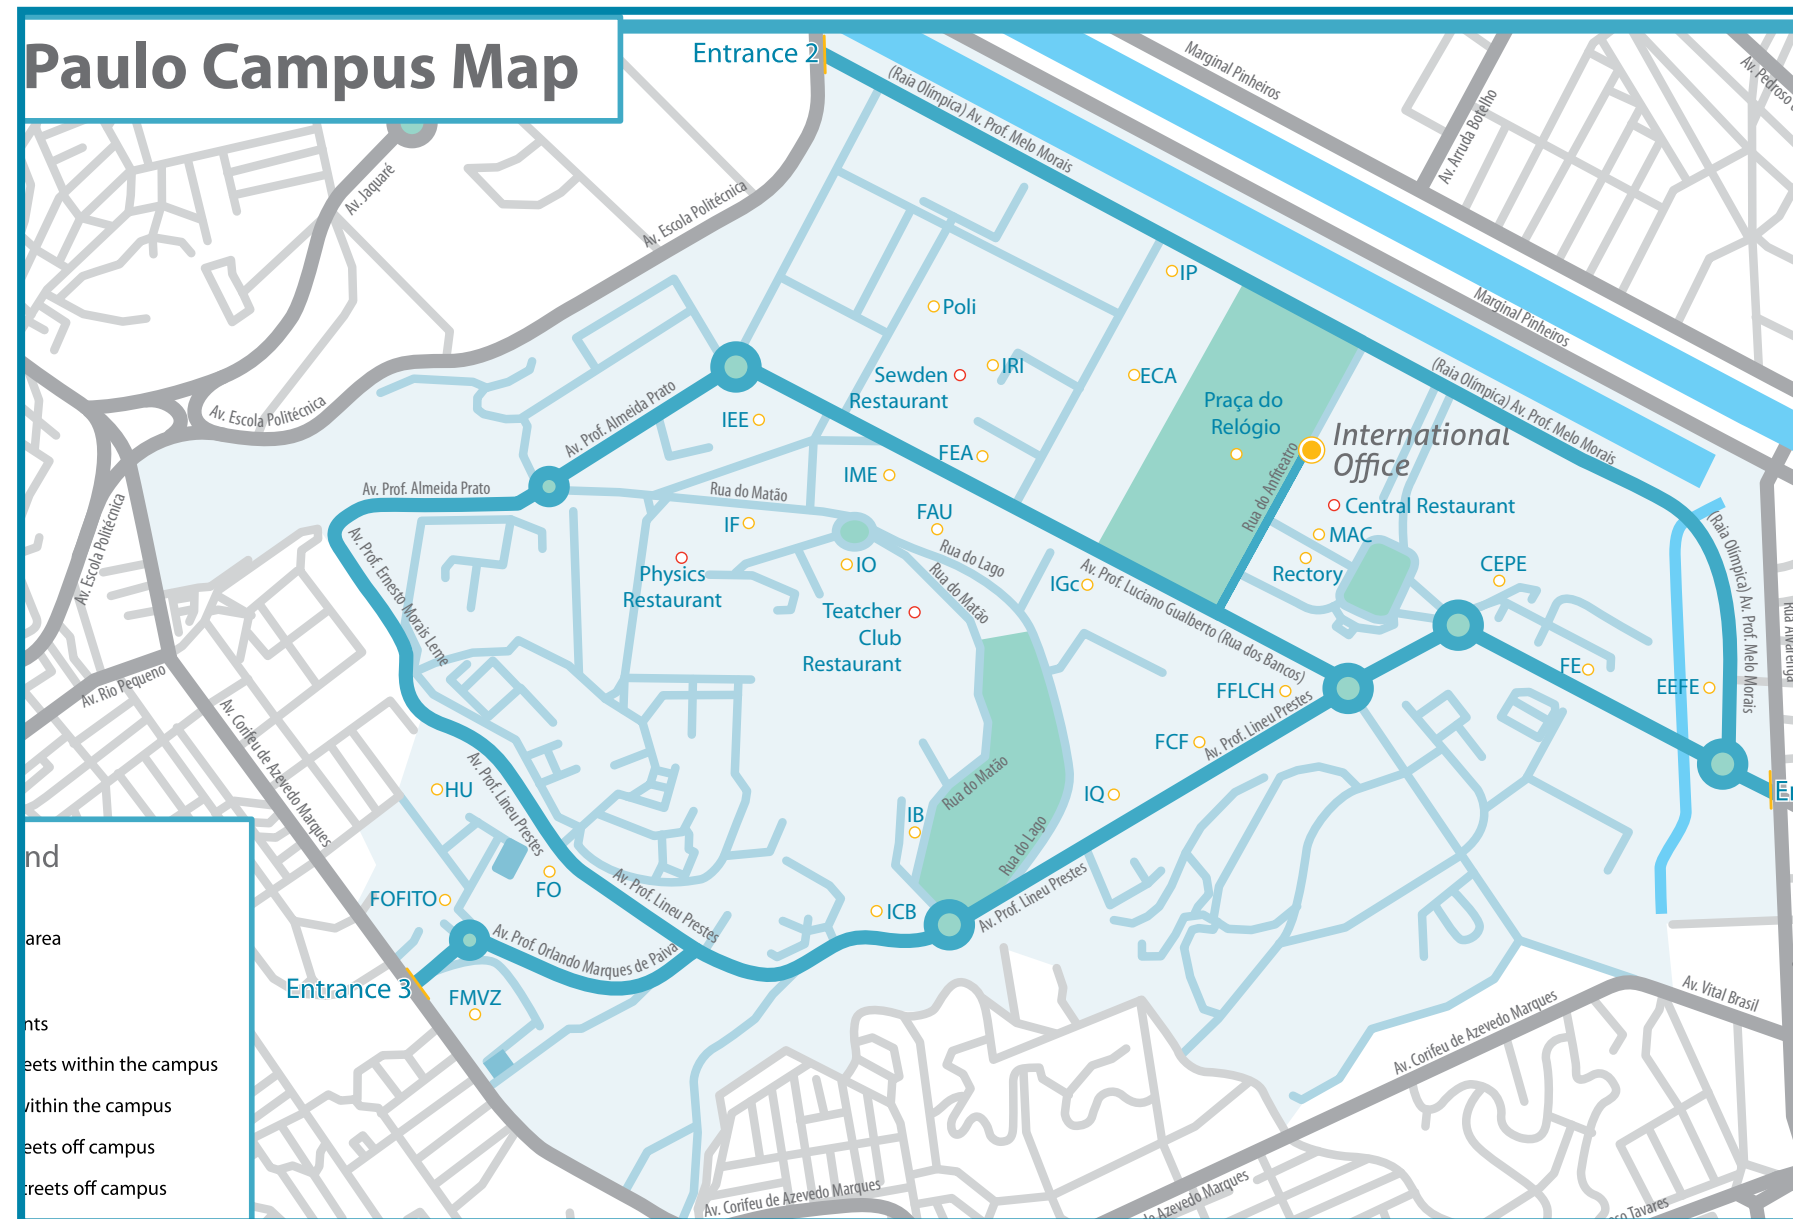 Paulo Campus Map
Entrance 2
Marginal Pinheiros
Av. Pedroso
(Raia Olímpica) Av. Prof. Melo Morais
Av. Arruda Botelho
Av. Jaquaré
Av. Escola Politécnica
IP
Marginal Pinheiros
Poli
IRI
Sewden
Restaurant
ECA
(Raia Olímpica) Av. Prof. Melo Morais
Praça do
Relógio
Av. Escola Politécnica
Av. Prof. Almeida Prato
IEE
International
Office
FEA
IME
Rua do Anfiteatro
Av. Prof. Almeida Prato
Rua do Matão
Central Restaurant
Av. Escola Politécnica
IF
FAU
MAC
(Raia Olímpica) Av. Prof. Melo Morais
Rua do Lago
CEPE
Physics
Restaurant
IO
IGc
Rectory
Av. Prof. Ernesto Morais Leme
Rua do Matão
Av. Prof. Luciano Gualberto (Rua dos Bancos)
Teatcher
Club
Restaurant
Rua Alvarenga
FE
Av. Rio Pequeno
FFLCH
EEFE
Av. Corifeu de Azevedo Marques
FCF
Av. Prof. Lineu Prestes
HU
Av. Prof. Lineu Prestes
Rua do Matão
IQ
En
IB
Rua do Lago
nd
FO
Av. Prof. Lineu Prestes
FOFITO
ICB
Av. Prof. Lineu Prestes
area
Av. Prof. Orlando Marques de Paiva
Entrance 3
FMVZ
Av. Vital Brasil
nts
Av. Corifeu de Azevedo Marques
eets within the campus
within the campus
eets off campus
treets off campus
Av. Corifeu de Azevedo Marques
Azevedo Marques
Tavares